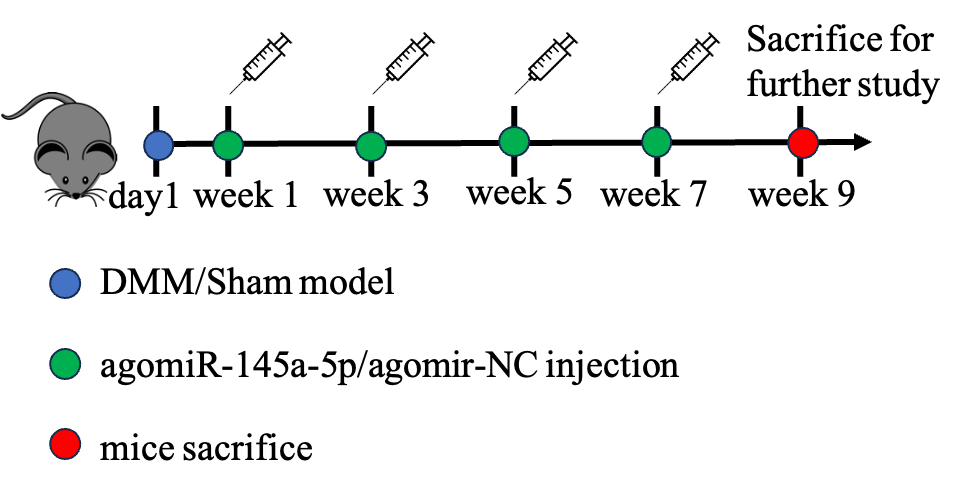 Sacrifice for
further study
day1 week 1 week 3 week 5 week 7 week 9
DMM/Sham model
agomiR-145a-5p/agomir-NC injection
mice sacrifice